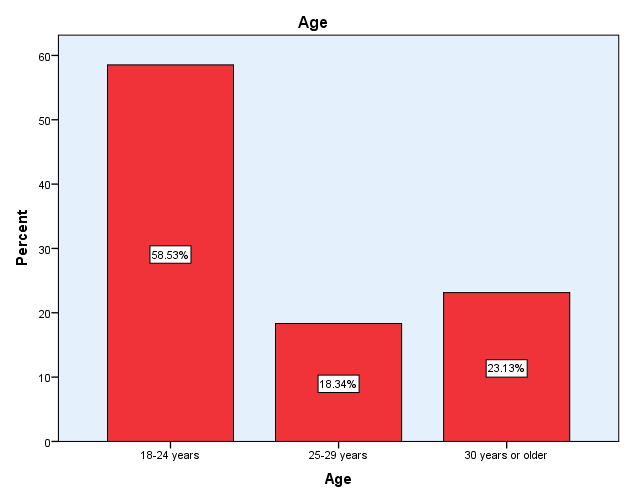 Age
Percent
60
50
40
30
20
10
0
58.53%
18.34%
23.13%
18-24 years
25-29 years
30 years or older
Age